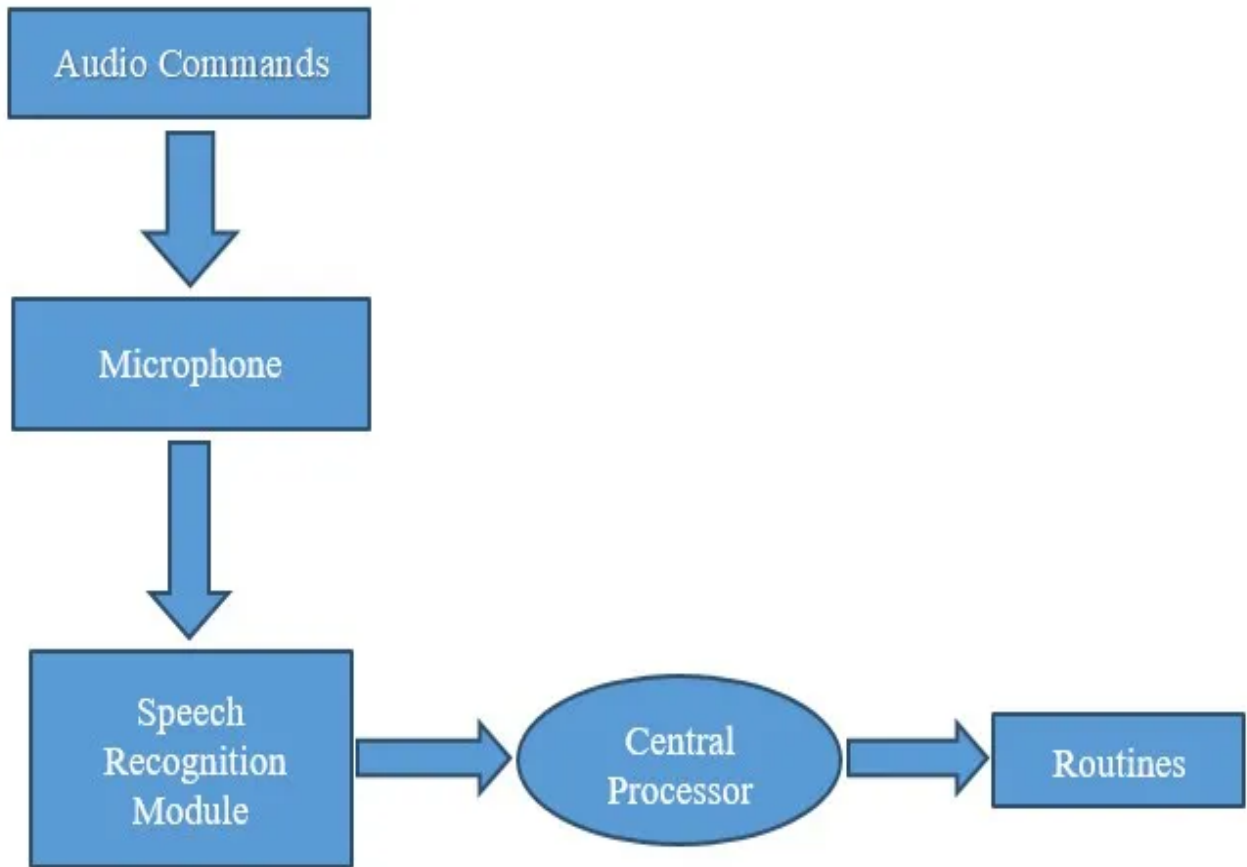 Audio Commands
Microphone
Speech
Recognition
Module
Central
Processor
Routines